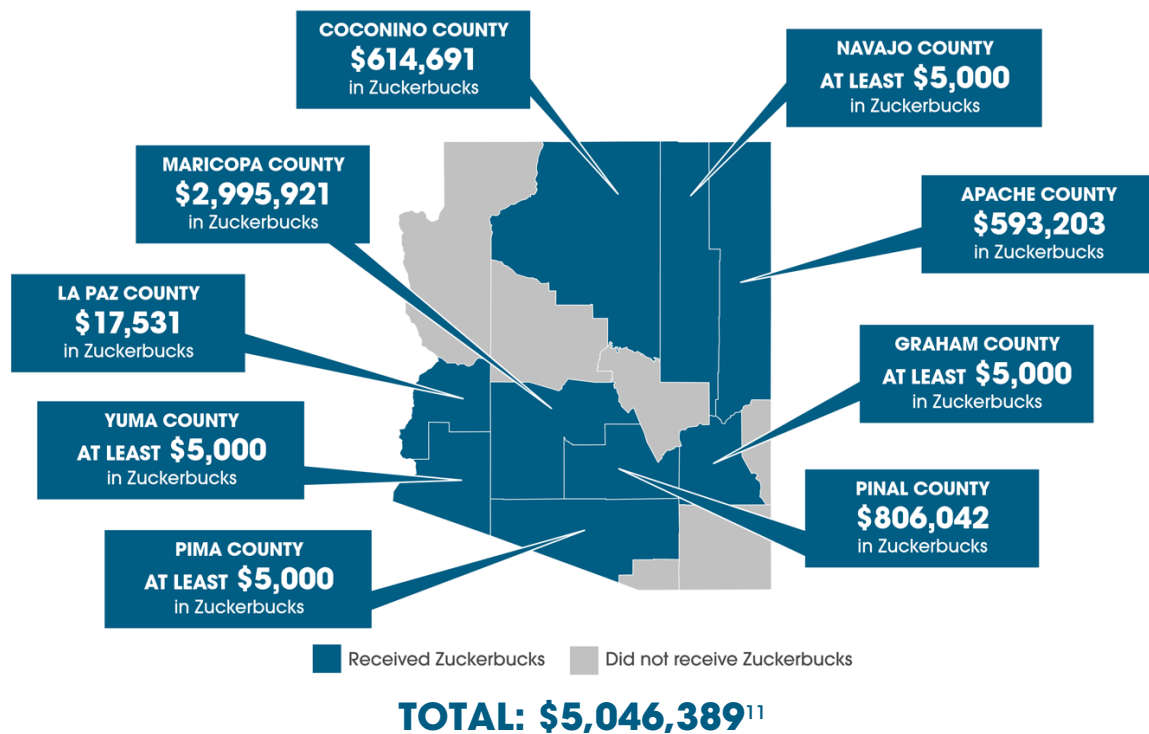 COCONINO COUNTY
$614,691
in Zuckerbucks
NAVAJO COUNTY
AT LEAST $5,000
in Zuckerbucks
MARICOPA COUNTY
$2,995,921
in Zuckerbucks
APACHE COUNTY
$593,203
in Zuckerbucks
LA PAZ COUNTY
$17,531
in Zuckerbucks
GRAHAM COUNTY
AT LEAST $5,000
in Zuckerbucks
YUMA COUNTY
AT LEAST $5,000
in Zuckerbucks
PINAL COUNTY
$806,042
in Zuckerbucks
PIMA COUNTY
AT LEAST $5,000
in Zuckerbucks
Received Zuckerbucks
Did not receive Zuckerbucks
TOTAL: $5,046,389¹¹